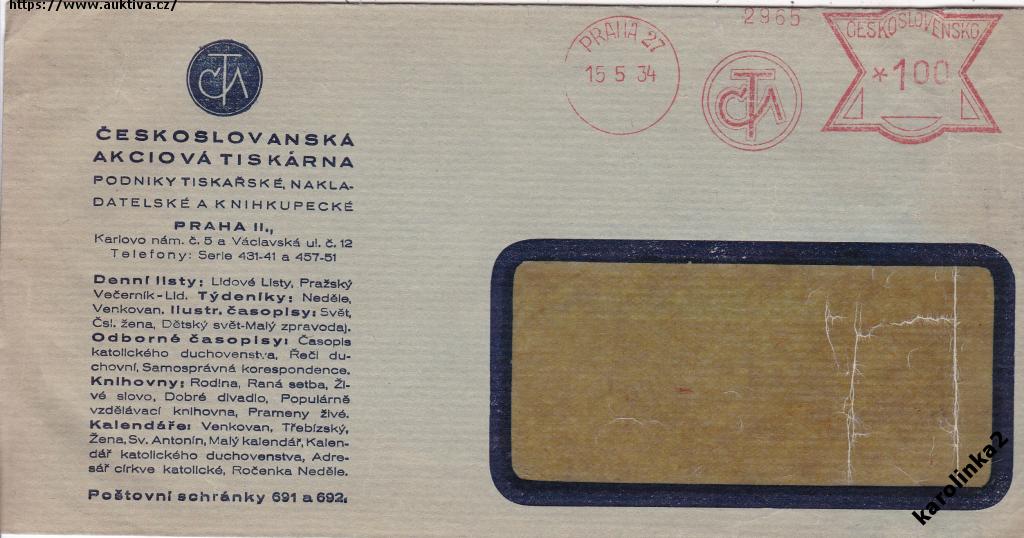 https://www.auktiva.cz/
ČTA
ČESKOSLOVANSKÁ
AKCIOVÁ TISKÁRNA
PODNIKY TISKAŘSKÉ, NAKLA-
DATELSKÉ A KNIHKUPECKÉ
PRAHA II.,
Karlovo nám. č. 5 a Václavská ul. č. 12
Telefony: Serie 431-41 a 457-51
Denní listy: Lidové Listy, Pražský
Večerník-Lid. Týdeníky: Neděle,
Venkovan. Ilustr. časopisy: Svět,
Čsl. žena, Dětský svět-Malý zpravodaj.
Odborné časopisy: Časopis
katolického duchovenstva, Řeči du-
chovní, Samosprávná korespondence.
Knihovny: Rodina, Raná setba, Ži-
vé slovo, Dobré divadlo, Populárně
vzdělávací knihovna, Prameny živé.
Kalendáře: Venkovan, Třebízský,
Žena, Sv. Antonín, Malý kalendář, Kalen-
dář katolického duchovenstva, Adre-
sář církve katolické, Ročenka Neděle.
Poštovní schránky 691 a 692.
PRAHA 27
15 5 34
2965
ČTA
ČESKOSLOVENSKO
*100
karolinka2